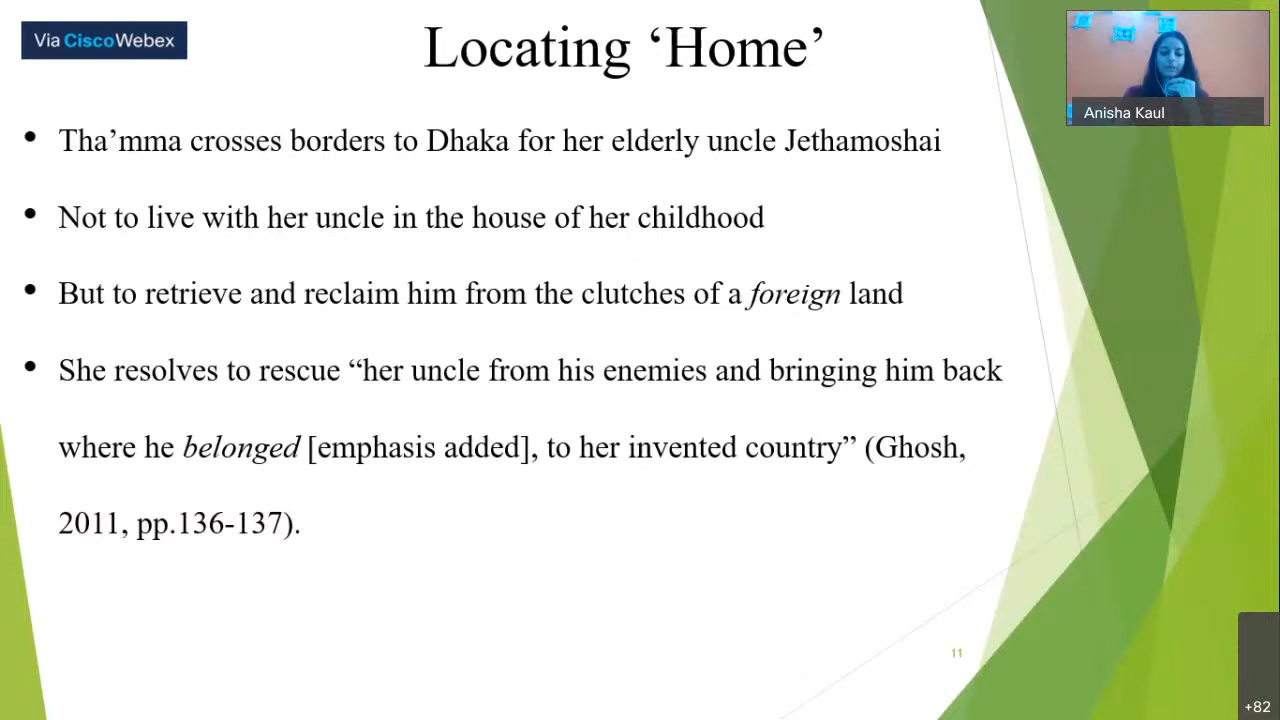 Via CiscoWebex
Locating ‘Home’
Anisha Kaul
• Tha’mma crosses borders to Dhaka for her elderly uncle Jethamoshai
• Not to live with her uncle in the house of her childhood
• But to retrieve and reclaim him from the clutches of a foreign land
• She resolves to rescue “her uncle from his enemies and bringing him back
where he belonged [emphasis added], to her invented country” (Ghosh,
2011, pp.136-137).
11
+82